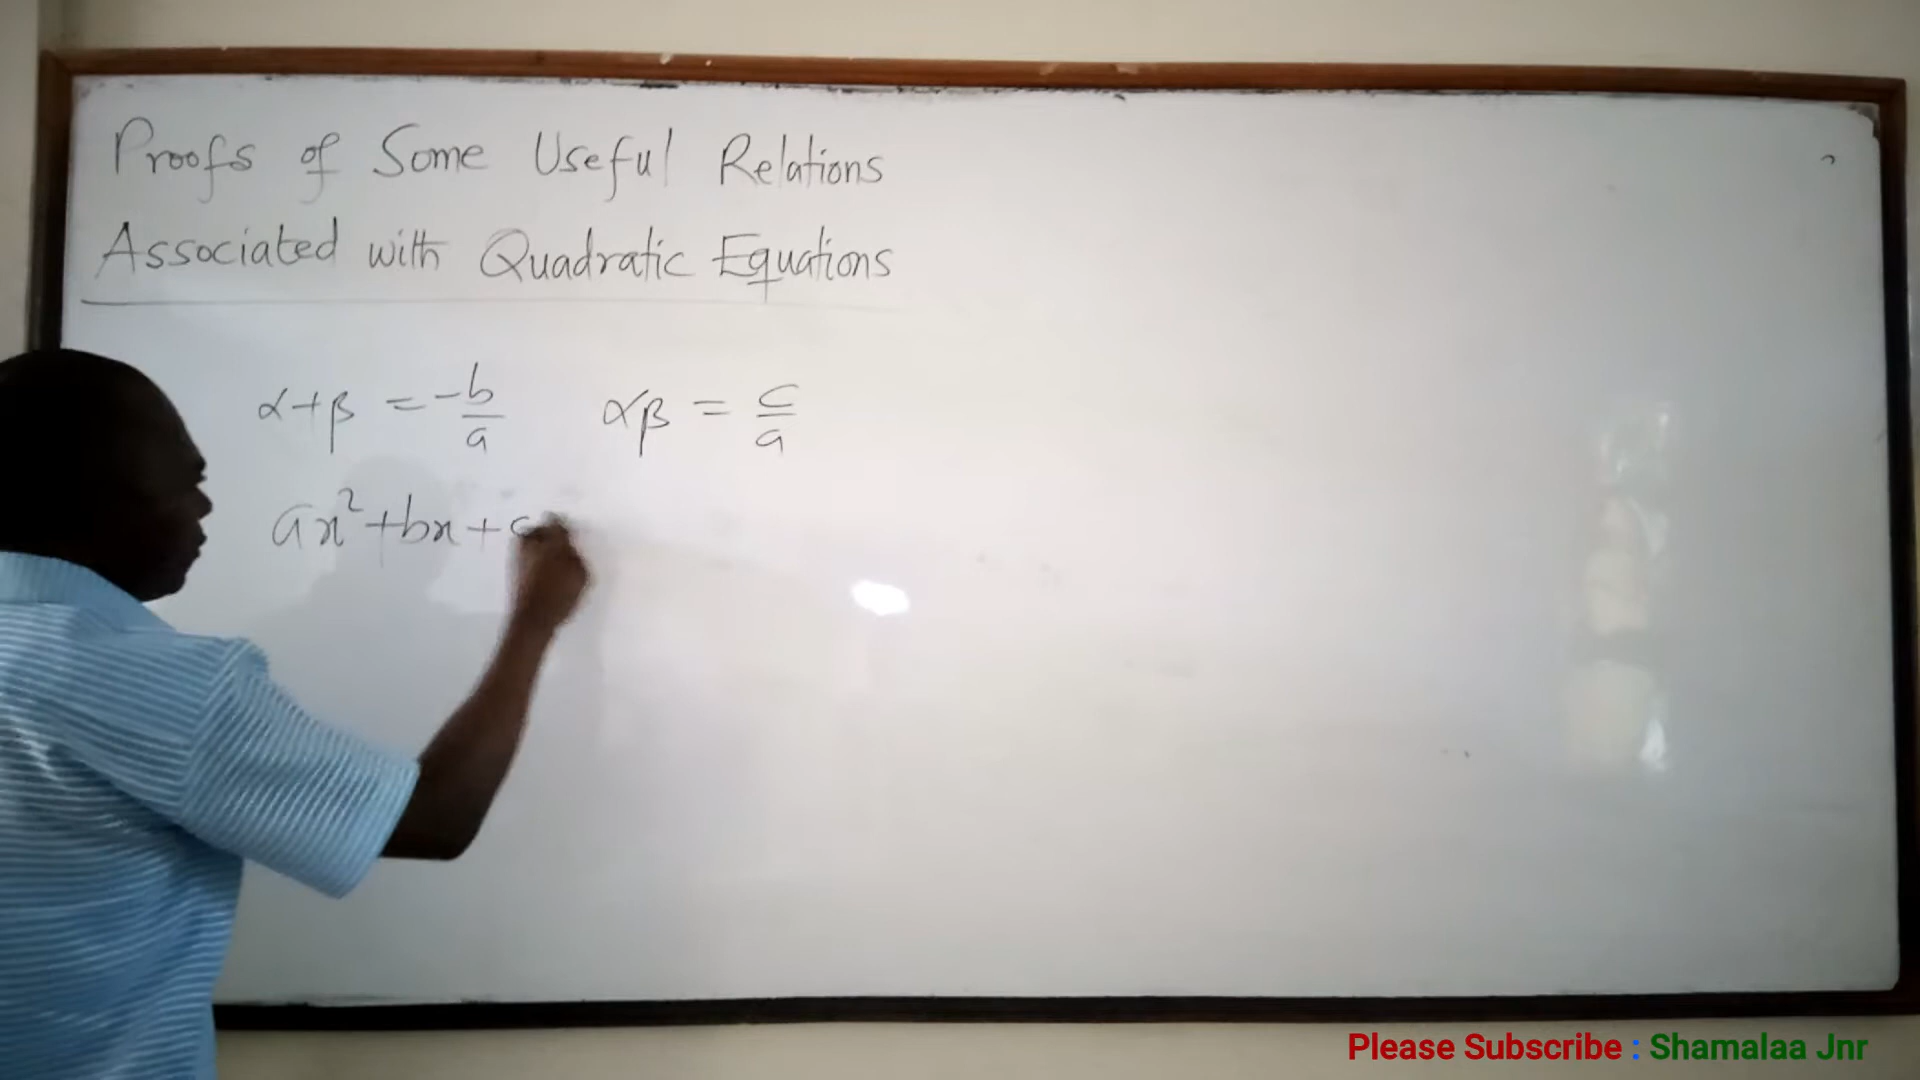 Proofs of Some Useful Relations
Associated with Quadratic Equations
α+β = -b/a αβ = c/a
ax²+bx+c
Please Subscribe : Shamalaa Jnr